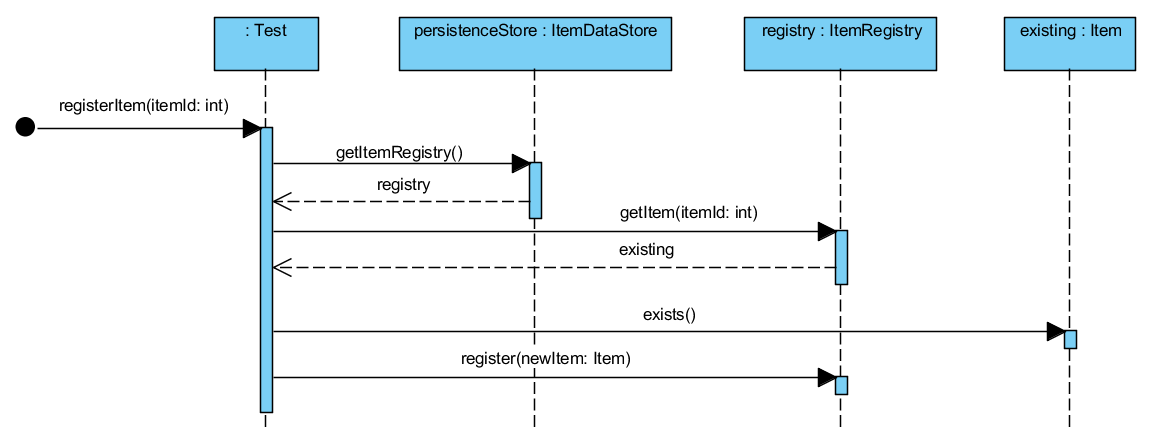 : Test
persistenceStore : ItemDataStore
registry : ItemRegistry
existing : Item
registerItem(itemId: int)
getItemRegistry()
registry
getItem(itemId: int)
existing
exists()
register(newItem: Item)